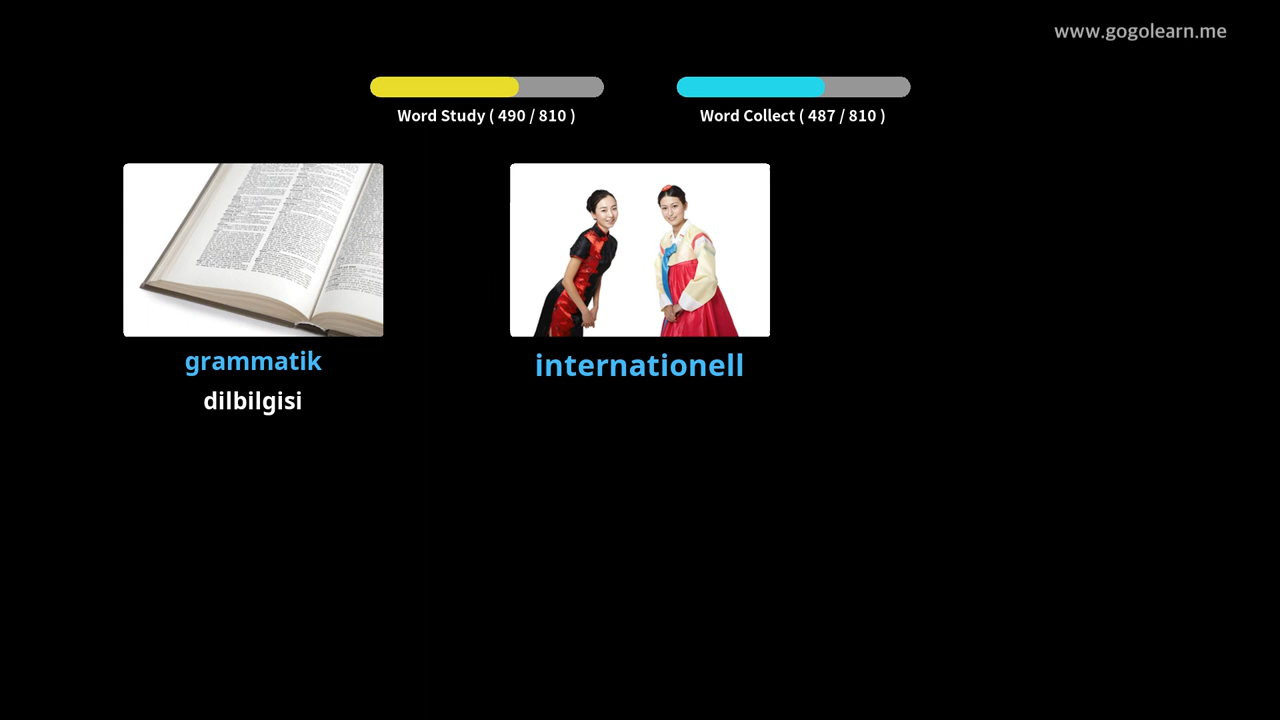 www.gogolearn.me
Word Study ( 490 / 810 )
Word Collect ( 487 / 810 )
grammatik
dilbilgisi
internationell